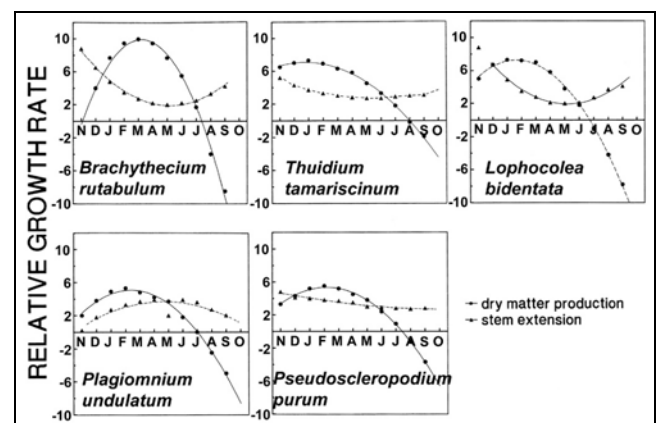 RELATIVE GROWTH RATE
10
6
2
-2
-6
-10
N D J F M A M J J A S O
Brachythecium
rutabulum
10
6
2
-2
-6
-10
N D J F M A M J J A S O
Thuidium
tamariscinum
10
6
2
-2
-6
-10
N D J F M A M J J A S O
Lophocolea
bidentata
10
6
2
-2
-6
-10
N D J F M A M J J A S O
Plagiomnium
undulatum
10
6
2
-2
-6
-10
N D J F M A M J J A S O
Pseudoscleropodium
purum
dry matter production
stem extension